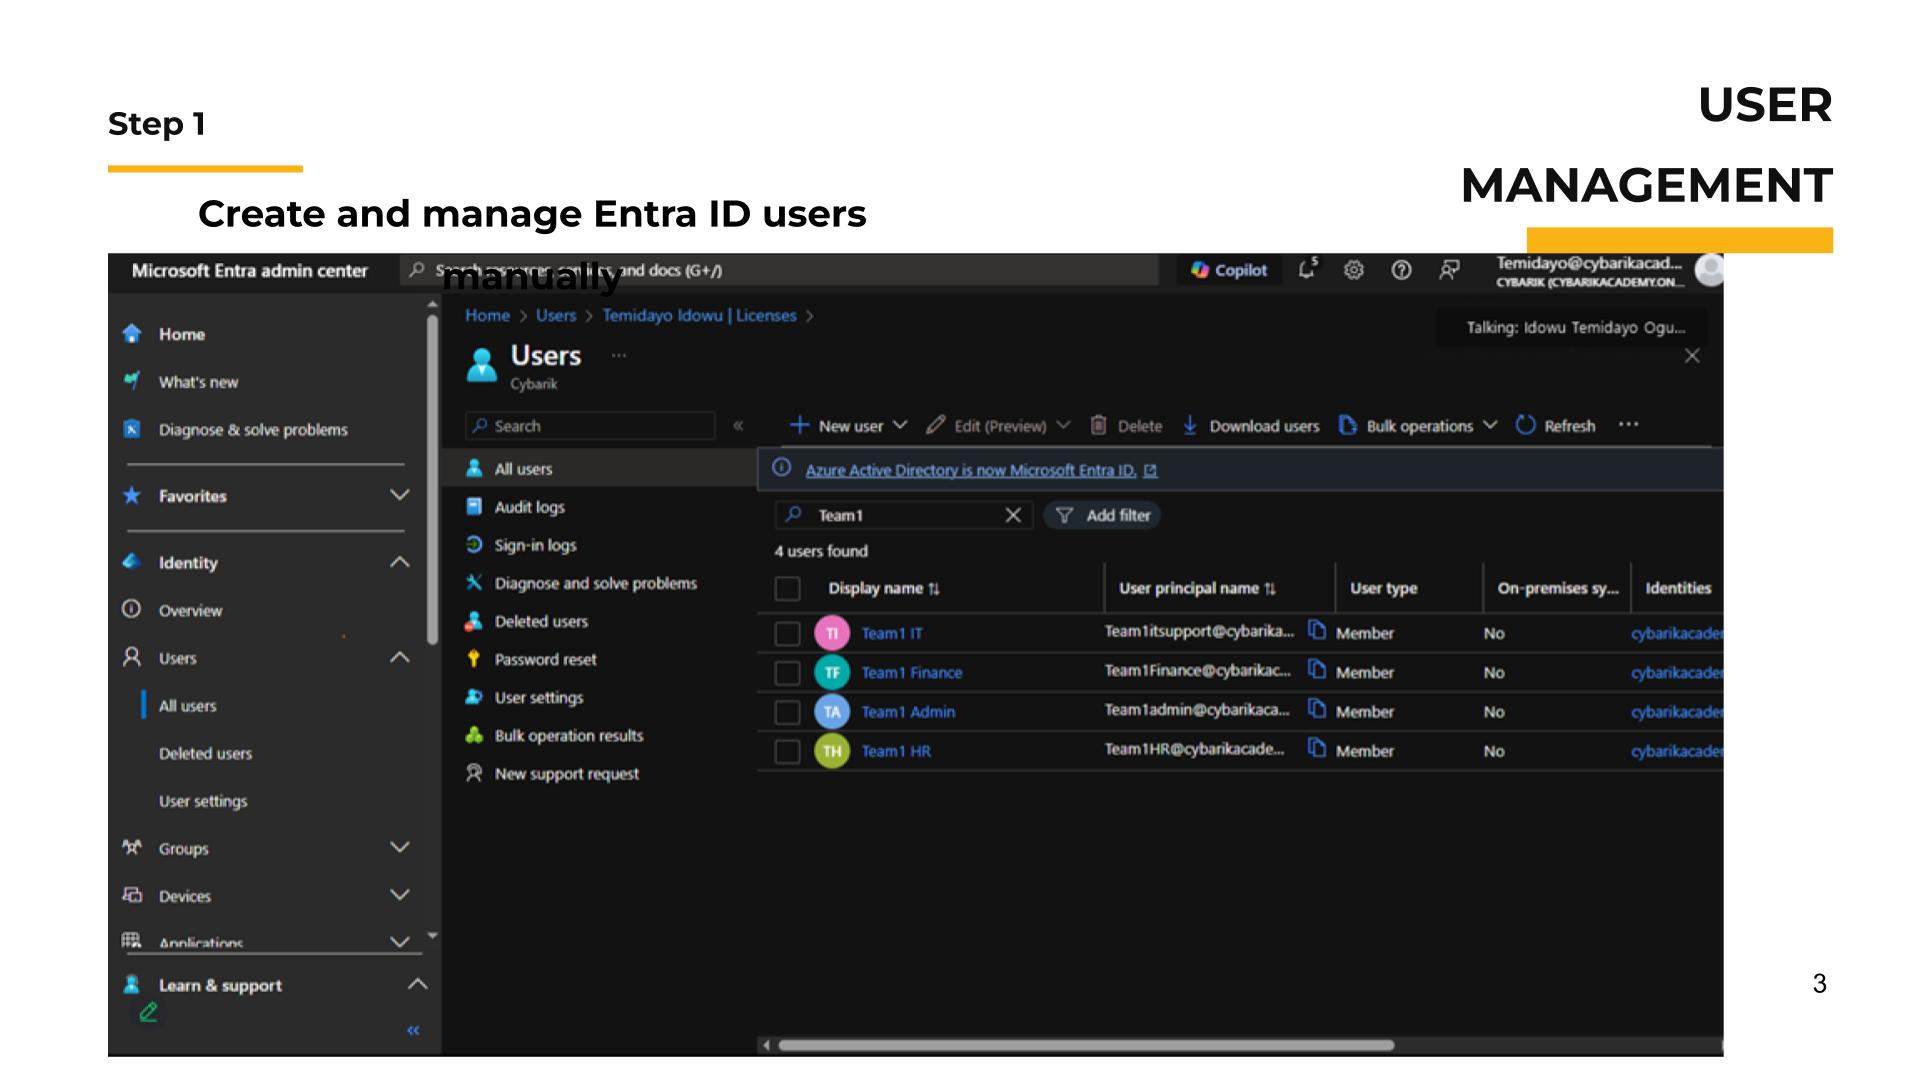 Step 1
USER
MANAGEMENT
Create and manage Entra ID users
manually
Microsoft Entra admin center
and docs (G+/)
Copilot
5
Temidayo@cybarikacad...
CYBARIK (CYBARIKACADEMY.ON...
Home
What's new
Diagnose & solve problems
Favorites
Identity
Overview
Users
All users
Deleted users
User settings
Groups
Devices
Applications
Learn & support
«
Home > Users > Temidayo Idowu | Licenses >
Talking: Idowu Temidayo Ogu...
Users ...
Cybarik
Search
«
All users
Audit logs
Sign-in logs
Diagnose and solve problems
Deleted users
Password reset
User settings
Bulk operation results
New support request
New user Edit (Preview) Delete Download users Bulk operations Refresh ...
Azure Active Directory is now Microsoft Entra ID.
Team1
Add filter
4 users found
Display name ↑↓ User principal name ↑↓ User type On-premises sy... Identities
TI Team1 IT Team1itsupport@cybarika... Member No cybarikacader
TF Team1 Finance Team1Finance@cybarikac... Member No cybarikacader
TA Team1 Admin Team1admin@cybarikaca... Member No cybarikacader
TH Team1 HR Team1HR@cybarikacade... Member No cybarikacader
3